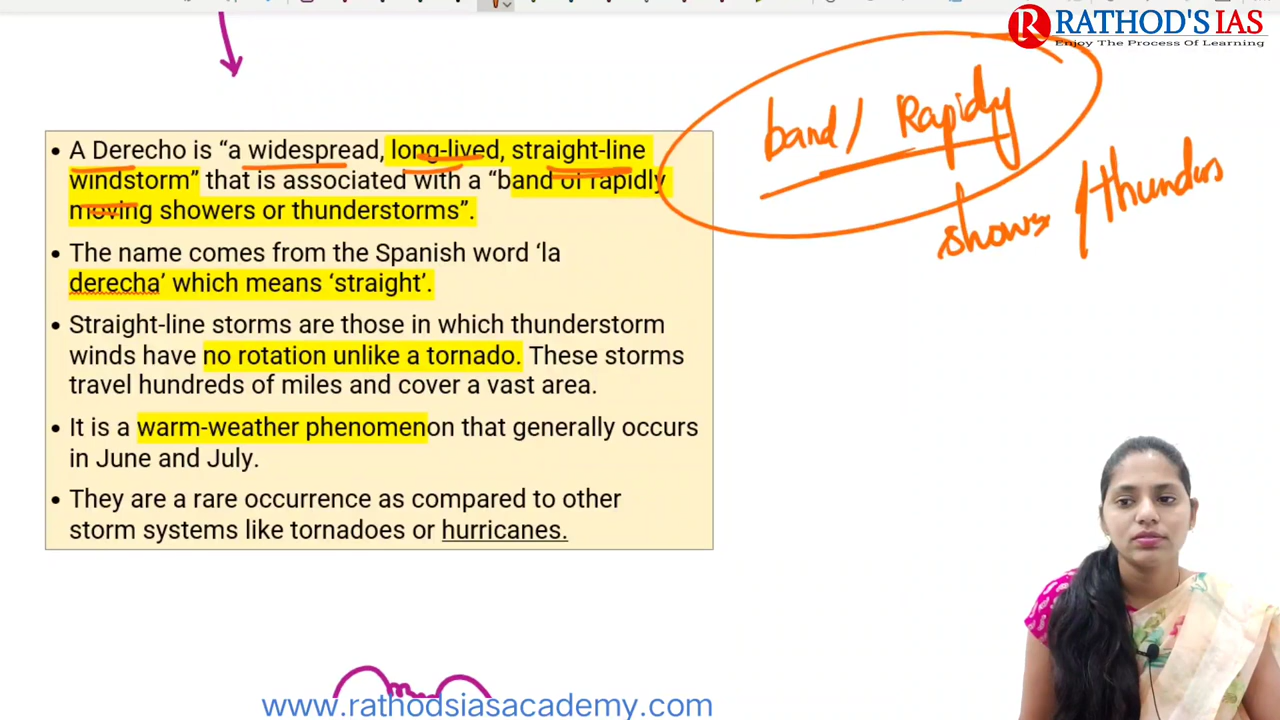 RATHOD'S IAS
Enjoy The Process Of Learning
band/ Rapidly
shows / thunders
• A Derecho is “a widespread, long-lived, straight-line
windstorm” that is associated with a “band of rapidly
moving showers or thunderstorms”.
• The name comes from the Spanish word ‘la
derecha’ which means ‘straight’.
• Straight-line storms are those in which thunderstorm
winds have no rotation unlike a tornado. These storms
travel hundreds of miles and cover a vast area.
• It is a warm-weather phenomenon that generally occurs
in June and July.
• They are a rare occurrence as compared to other
storm systems like tornadoes or hurricanes.
www.rathodsiasacademy.com